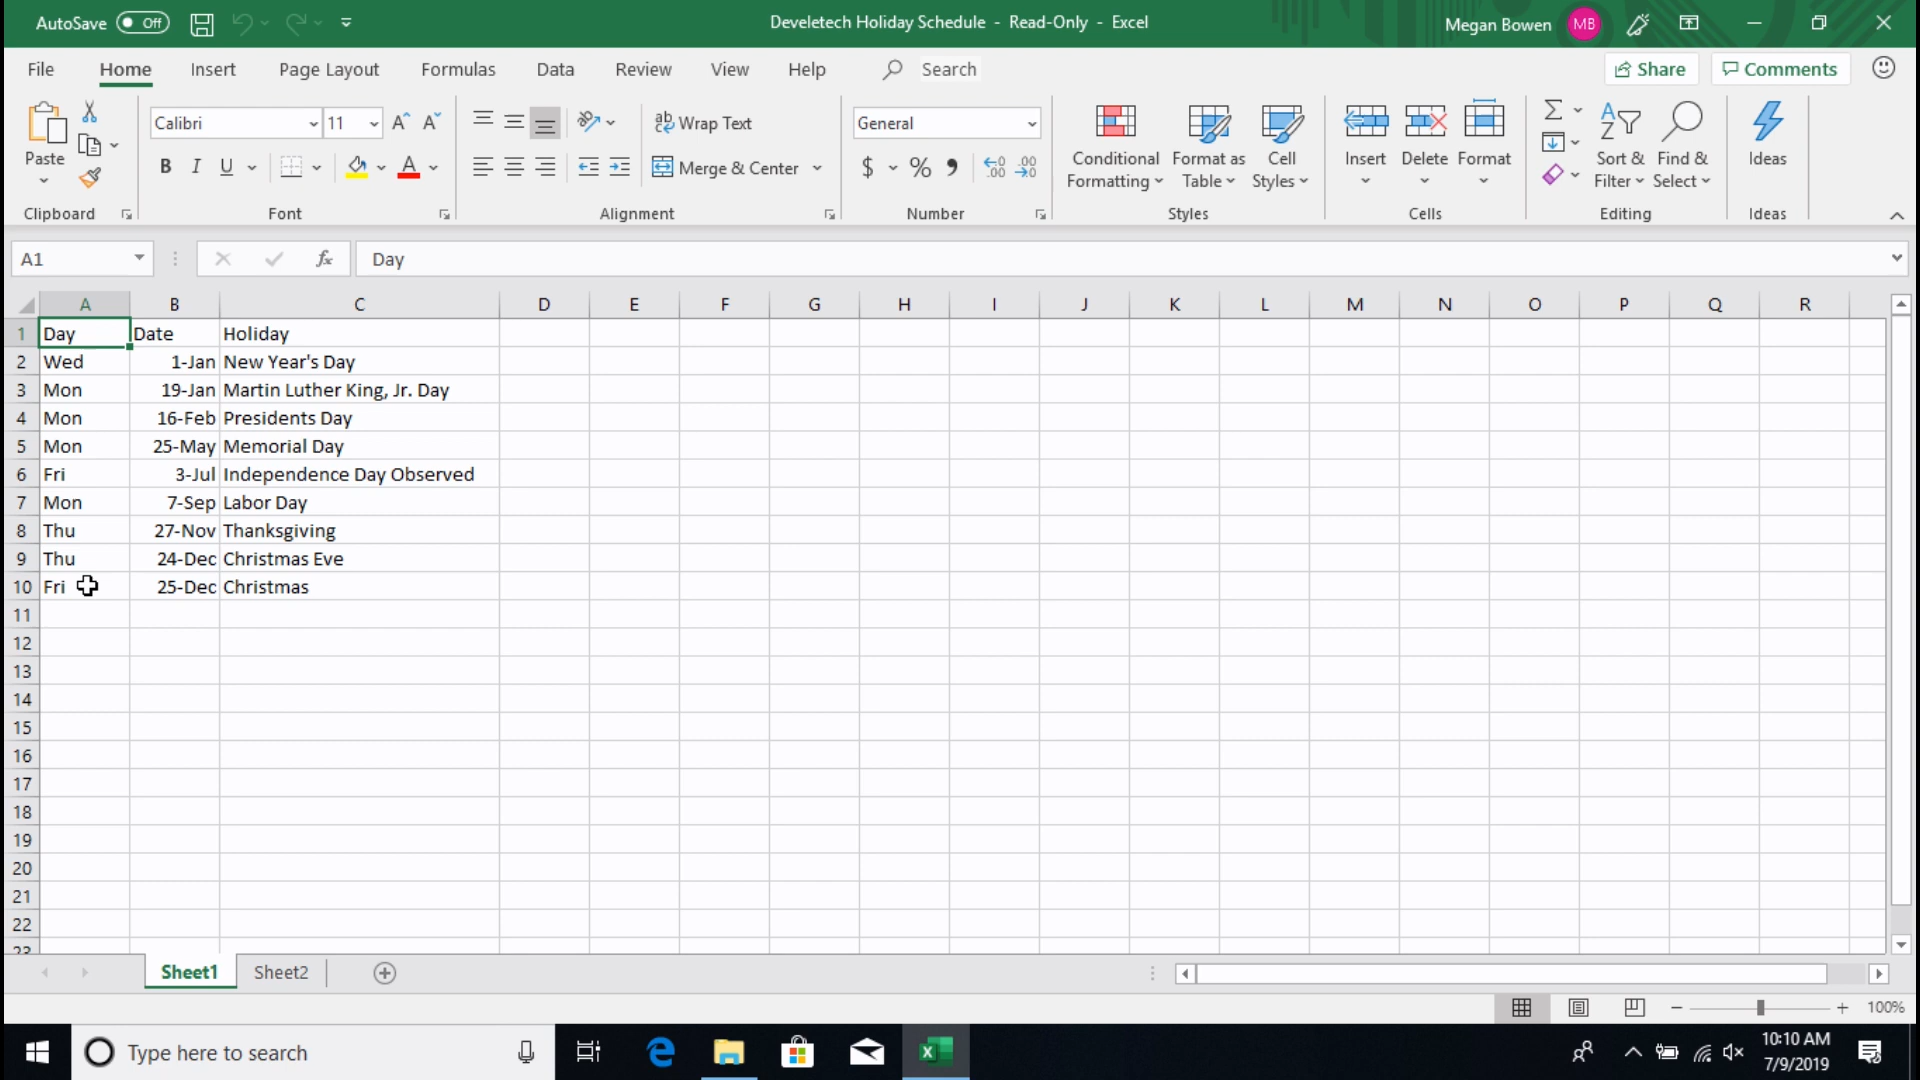 AutoSave Off Develetech Holiday Schedule - Read-Only - Excel Megan Bowen MB
File Home Insert Page Layout Formulas Data Review View Help Search Share Comments
Calibri 11 ab Wrap Text General
Paste B I U A Merge & Center $ % Conditional Formatting Format as Table Cell Styles Insert Delete Format Sort & Filter Find & Select Ideas
Clipboard Font Alignment Number Styles Cells Editing Ideas
A1 fx Day
A B C D E F G H I J K L M N O P Q R
1 Day Date Holiday
2 Wed 1-Jan New Year's Day
3 Mon 19-Jan Martin Luther King, Jr. Day
4 Mon 16-Feb Presidents Day
5 Mon 25-May Memorial Day
6 Fri 3-Jul Independence Day Observed
7 Mon 7-Sep Labor Day
8 Thu 27-Nov Thanksgiving
9 Thu 24-Dec Christmas Eve
10 Fri 25-Dec Christmas
11
12
13
14
15
16
17
18
19
20
21
22
23
Sheet1 Sheet2
100%
Type here to search 10:10 AM
7/9/2019